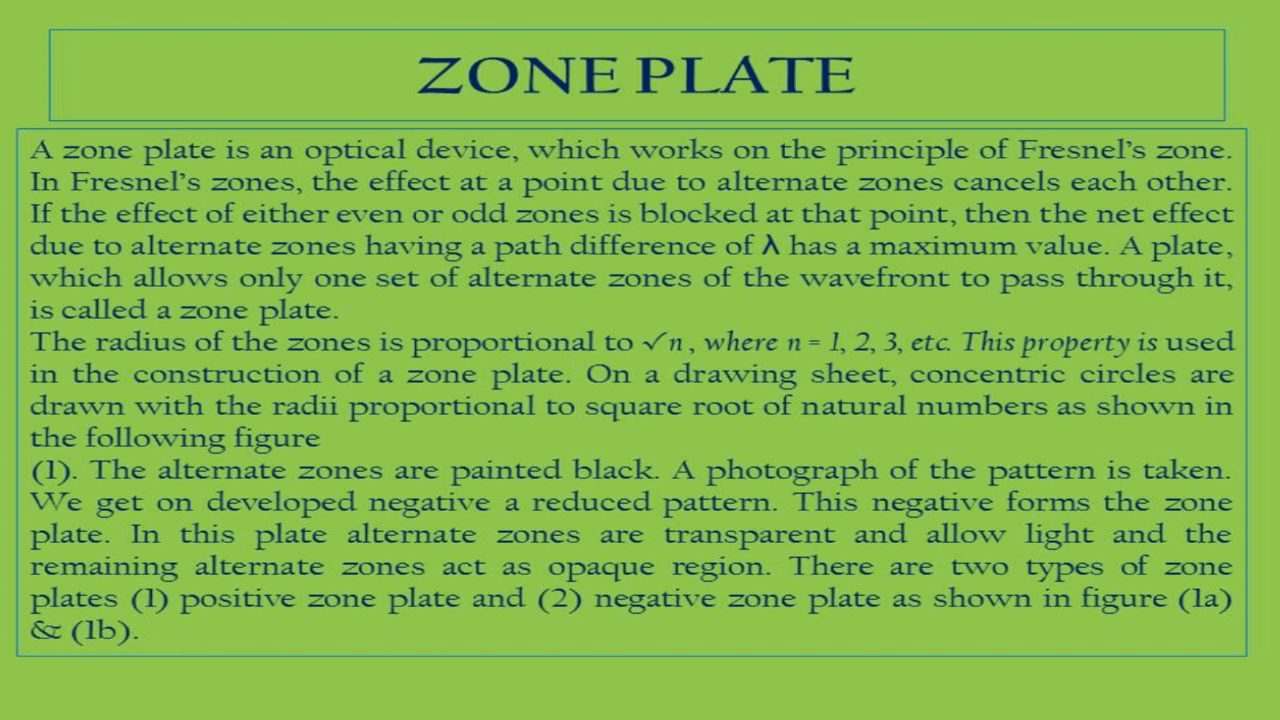 ZONE PLATE
A zone plate is an optical device, which works on the principle of Fresnel's zone.
In Fresnel's zones, the effect at a point due to alternate zones cancels each other.
If the effect of either even or odd zones is blocked at that point, then the net effect
due to alternate zones having a path difference of λ has a maximum value. A plate,
which allows only one set of alternate zones of the wavefront to pass through it,
is called a zone plate.
The radius of the zones is proportional to ✓n, where n = 1, 2, 3, etc. This property is used
in the construction of a zone plate. On a drawing sheet, concentric circles are
drawn with the radii proportional to square root of natural numbers as shown in
the following figure
(1). The alternate zones are painted black. A photograph of the pattern is taken.
We get on developed negative a reduced pattern. This negative forms the zone
plate. In this plate alternate zones are transparent and allow light and the
remaining alternate zones act as opaque region. There are two types of zone
plates (1) positive zone plate and (2) negative zone plate as shown in figure (1a)
& (1b).